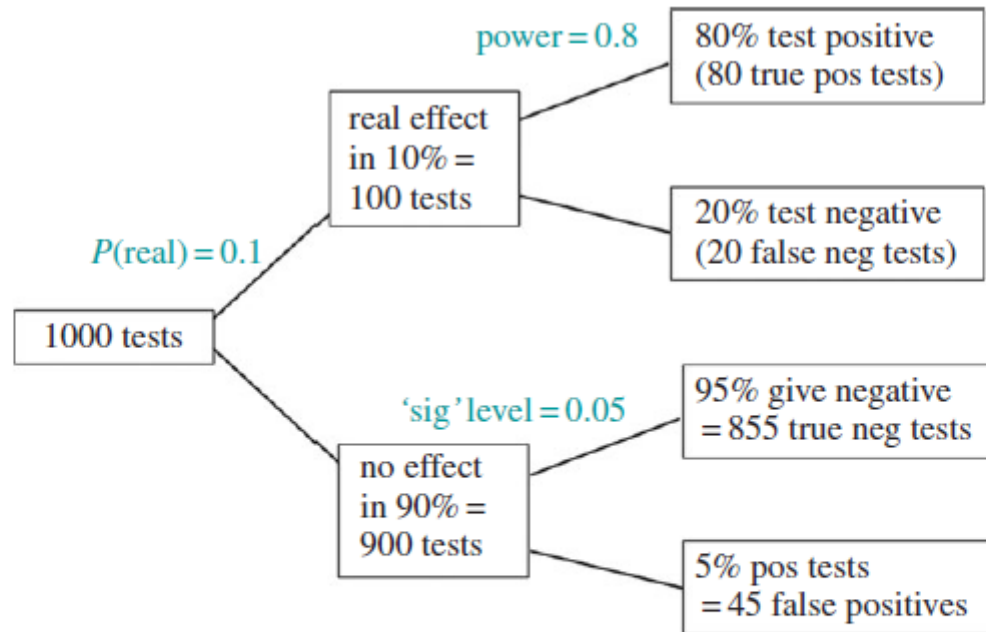 power = 0.8
80% test positive
(80 true pos tests)
real effect
in 10% =
100 tests
20% test negative
(20 false neg tests)
P(real) = 0.1
1000 tests
‘sig’ level = 0.05
95% give negative
= 855 true neg tests
no effect
in 90% =
900 tests
5% pos tests
= 45 false positives